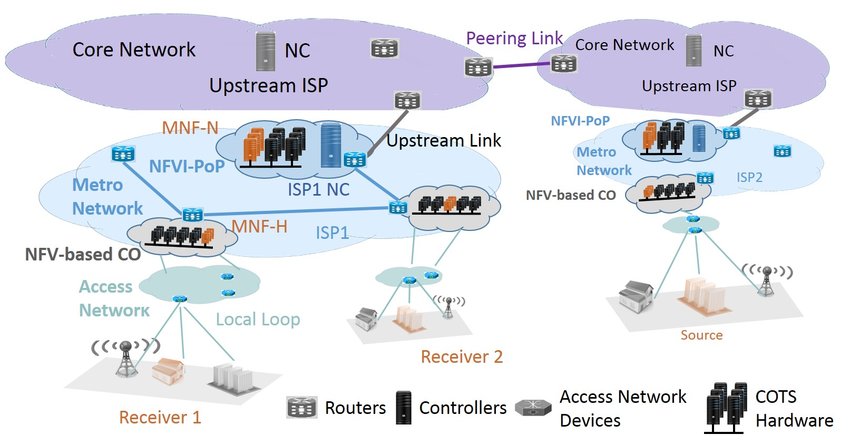 Core Network
NC
Upstream ISP
Peering Link
Core Network
NC
Upstream ISP
MNF-N
NFVI-PoP
ISP1 NC
Upstream Link
Metro
Network
MNF-H
ISP1
NFV-based CO
Access
Network
Local Loop
Receiver 1
Receiver 2
NFVI-PoP
Metro
Network
ISP2
NFV-based CO
Source
Routers
Controllers
Access Network
Devices
COTS
Hardware